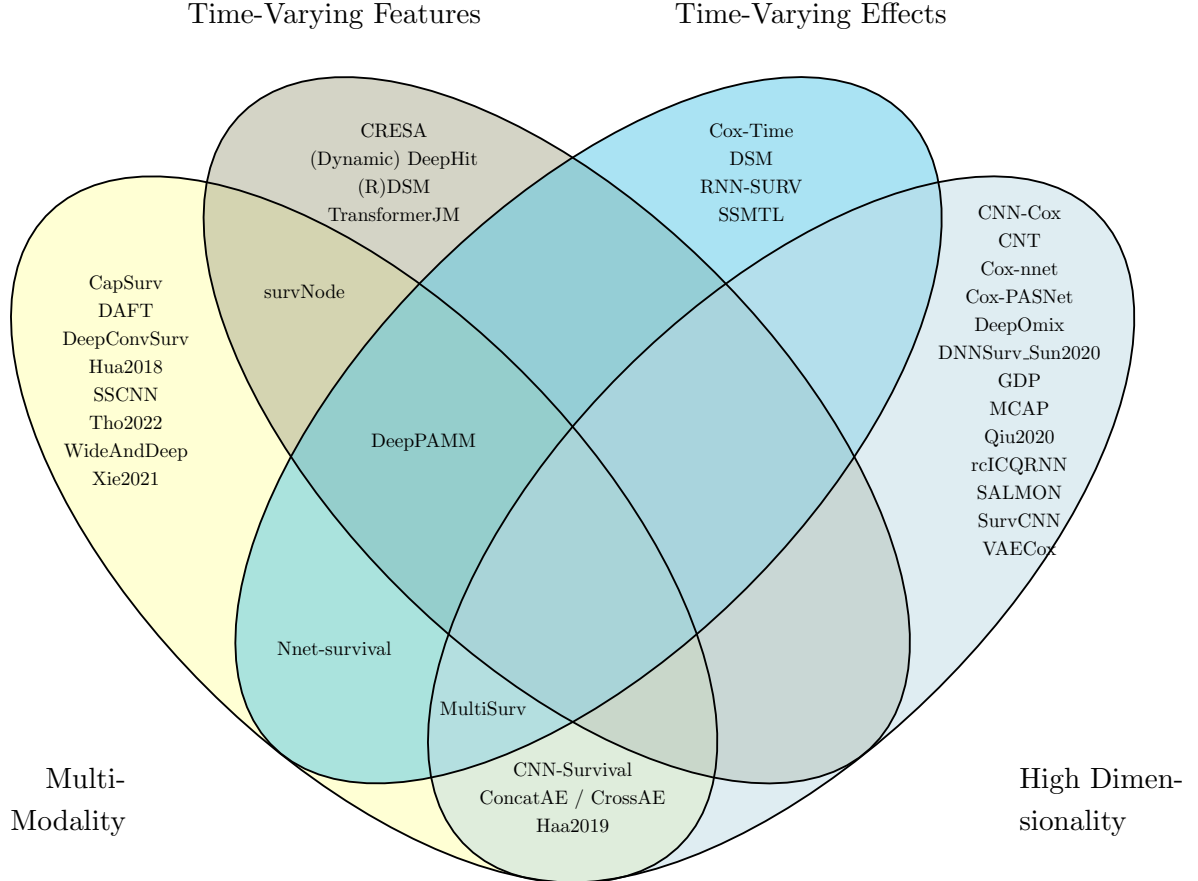 Time-Varying Features
Time-Varying Effects
CRESA
(Dynamic) DeepHit
(R)DSM
TransformerJM
Cox-Time
DSM
RNN-SURV
SSMTL
CapSurv
DAFT
DeepConvSurv
Hua2018
SSCNN
Tho2022
WideAndDeep
Xie2021
survNode
CNN-Cox
CNT
Cox-nnet
Cox-PASNet
DeepOmix
DNNSurv_Sun2020
GDP
MCAP
Qiu2020
rcICQRNN
SALMON
SurvCNN
VAECox
DeepPAMM
Nnet-survival
MultiSurv
CNN-Survival
ConcatAE / CrossAE
Haa2019
Multi-
Modality
High Dimen-
sionality